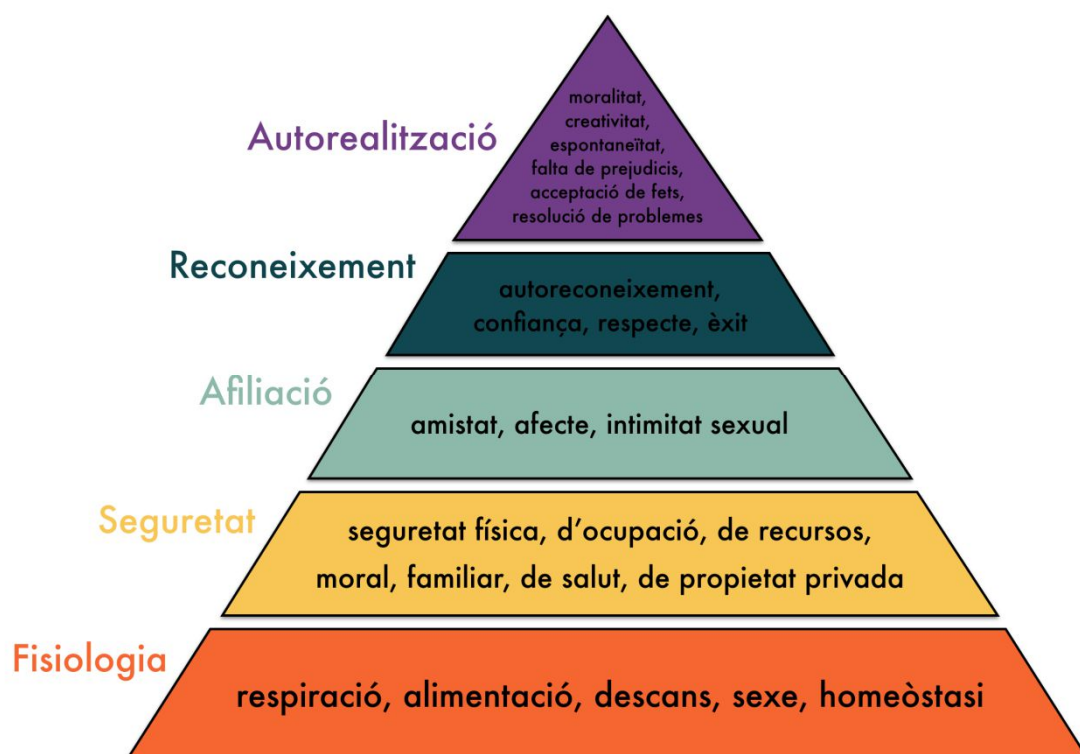 Autorealització
moralitat,
creativitat,
espontaneïtat,
falta de prejudicis,
acceptació de fets,
resolució de problemes
Reconeixement
autoreconeixement,
confiança, respecte, èxit
Afiliació
amistat, afecte, intimitat sexual
Seguretat
seguretat física, d’ocupació, de recursos,
moral, familiar, de salut, de propietat privada
Fisiologia
respiració, alimentació, descans, sexe, homeòstasi